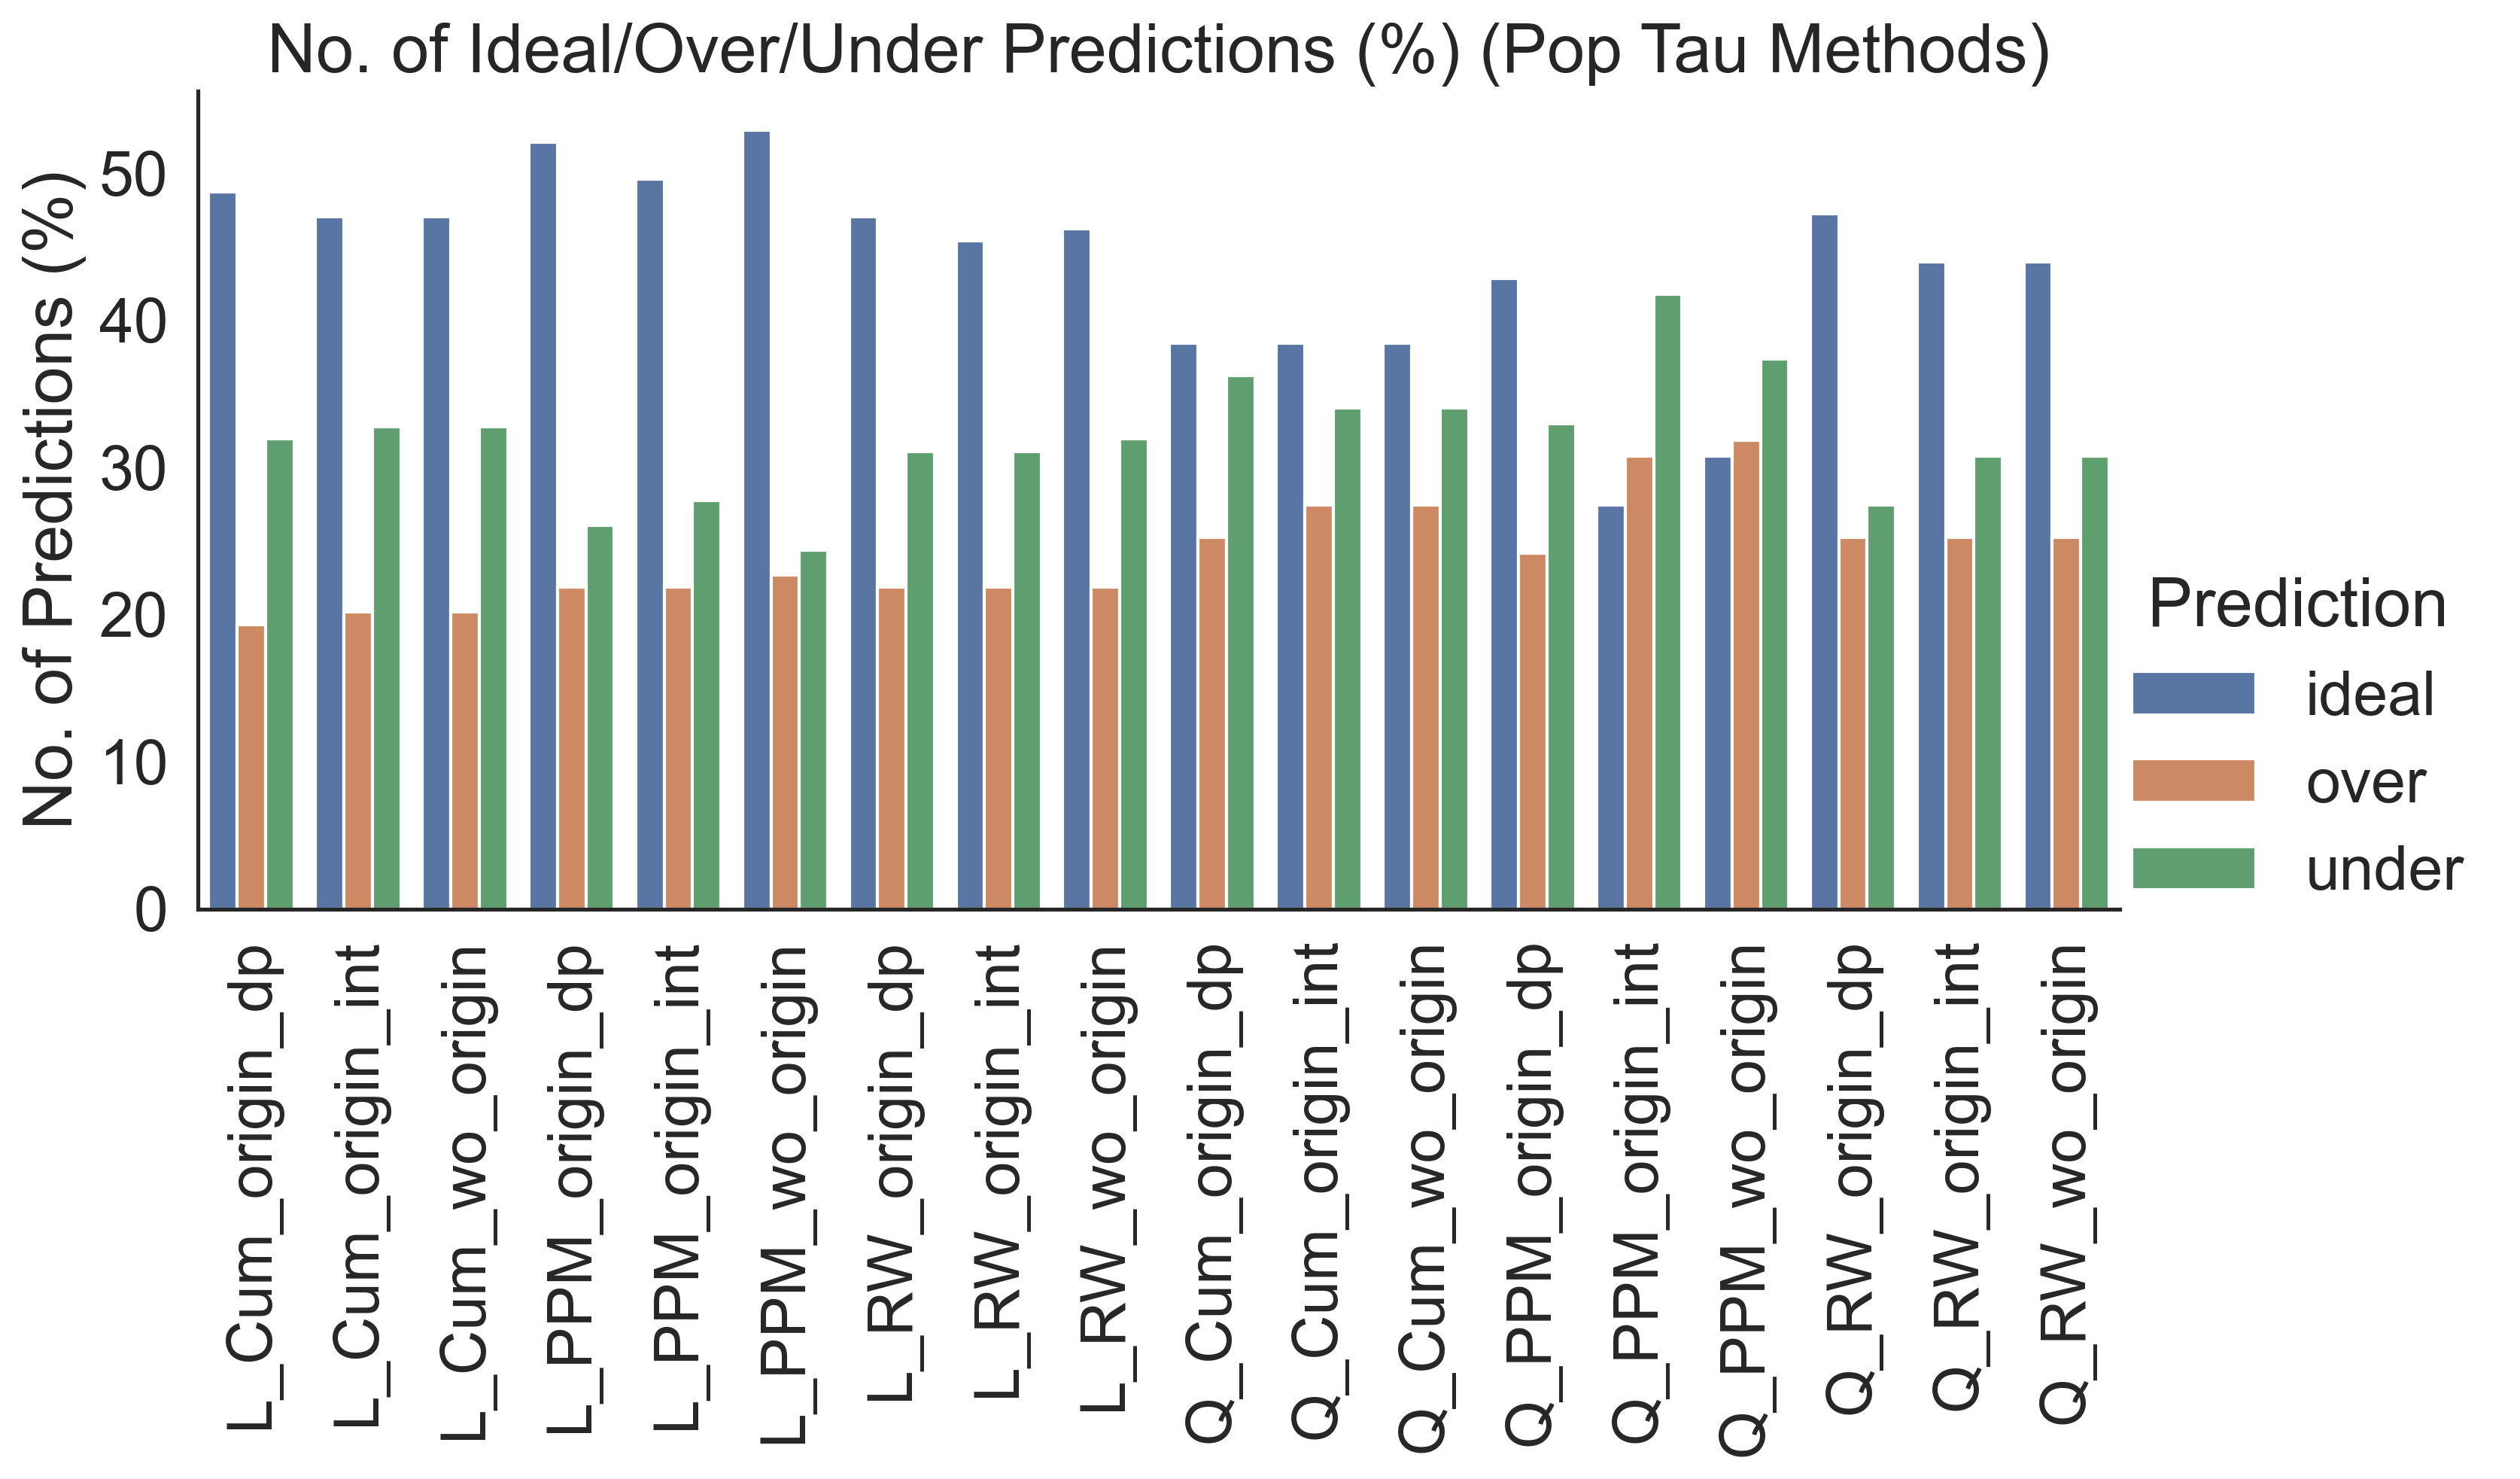 No. of Ideal/Over/Under Predictions (%) (Pop Tau Methods)
No. of Predictions (%)
50
40
30
20
10
0
Prediction
ideal
over
under
L_Cum_origin_dp
L_Cum_origin_int
L_Cum_wo_origin
L_PPM_origin_dp
L_PPM_origin_int
L_PPM_wo_origin
L_RW_origin_dp
L_RW_origin_int
L_RW_wo_origin
Q_Cum_origin_dp
Q_Cum_origin_int
Q_Cum_wo_origin
Q_PPM_origin_dp
Q_PPM_origin_int
Q_PPM_wo_origin
Q_RW_origin_dp
Q_RW_origin_int
Q_RW_wo_origin